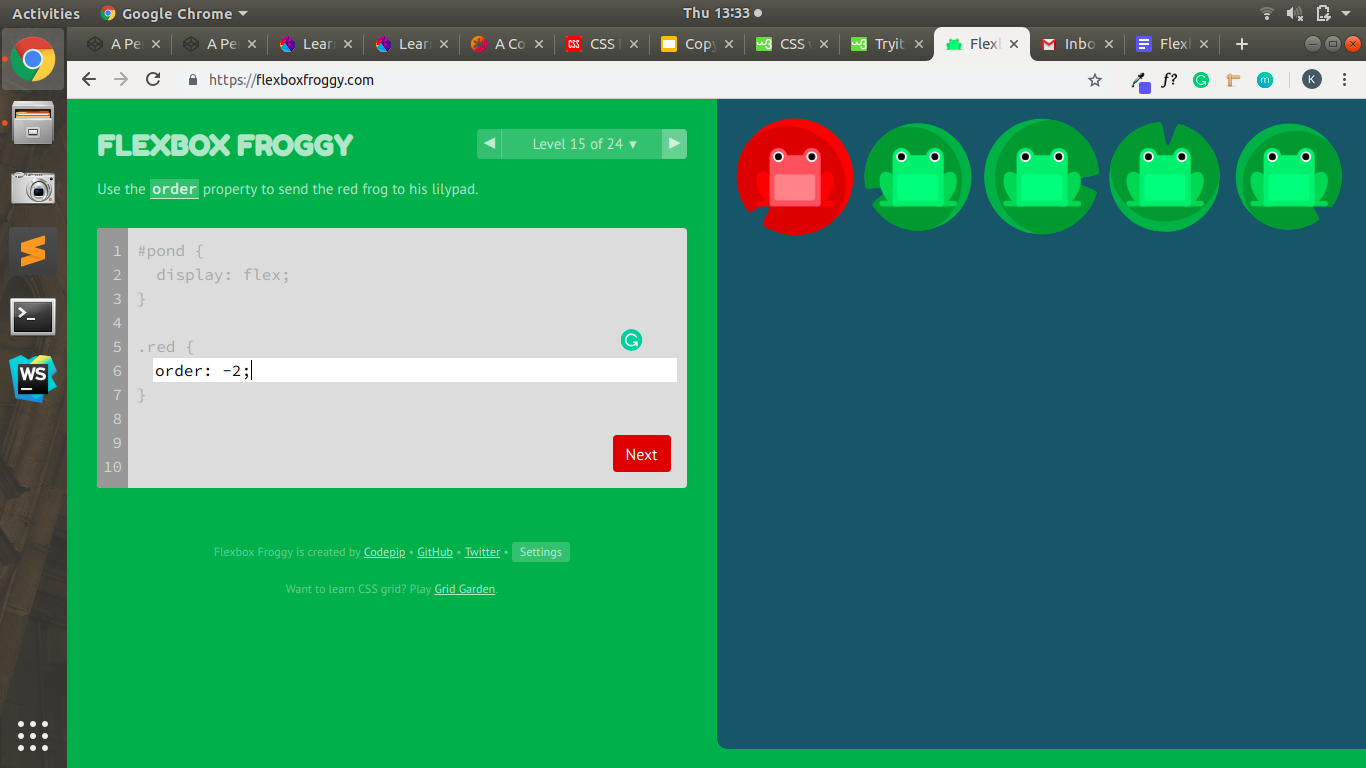 Activities Google Chrome ▾ Thu 13:33 ●
A Pe A Pe Lear Lear A Co CSS Copy CSS v Tryit Flex Inbo Flex
https://flexboxfroggy.com f? K
FLEXBOX FROGGY
◀ Level 15 of 24 ▾ ▶
Use the order property to send the red frog to his lilypad.
1 #pond {
2 display: flex;
3 }
4
5 .red {
6 order: -2;
7 }
8
9
10
Next
Flexbox Froggy is created by Codepip • GitHub • Twitter • Settings
Want to learn CSS grid? Play Grid Garden.
WS